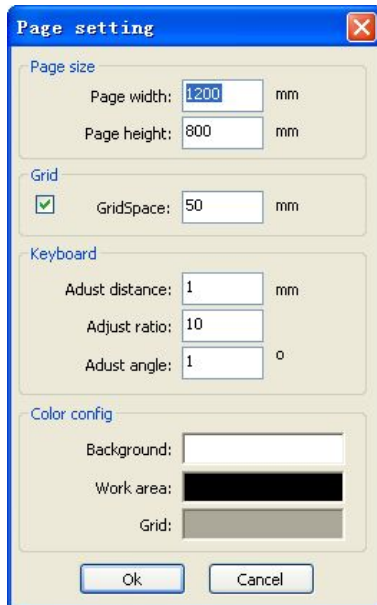 Page setting
Page size
Page width: 1200 mm
Page height: 800 mm
Grid
GridSpace: 50 mm
Keyboard
Adust distance: 1 mm
Adjust ratio: 10
Adust angle: 1 °
Color config
Background:
Work area:
Grid:
Ok Cancel